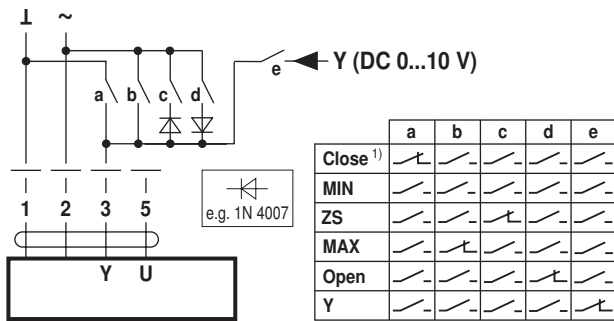 ⊥ ~
e Y (DC 0...10 V)
a b c d
1 2 3 5
e.g. 1N 4007
Y U
a b c d e
Close 1)
MIN
ZS
MAX
Open
Y